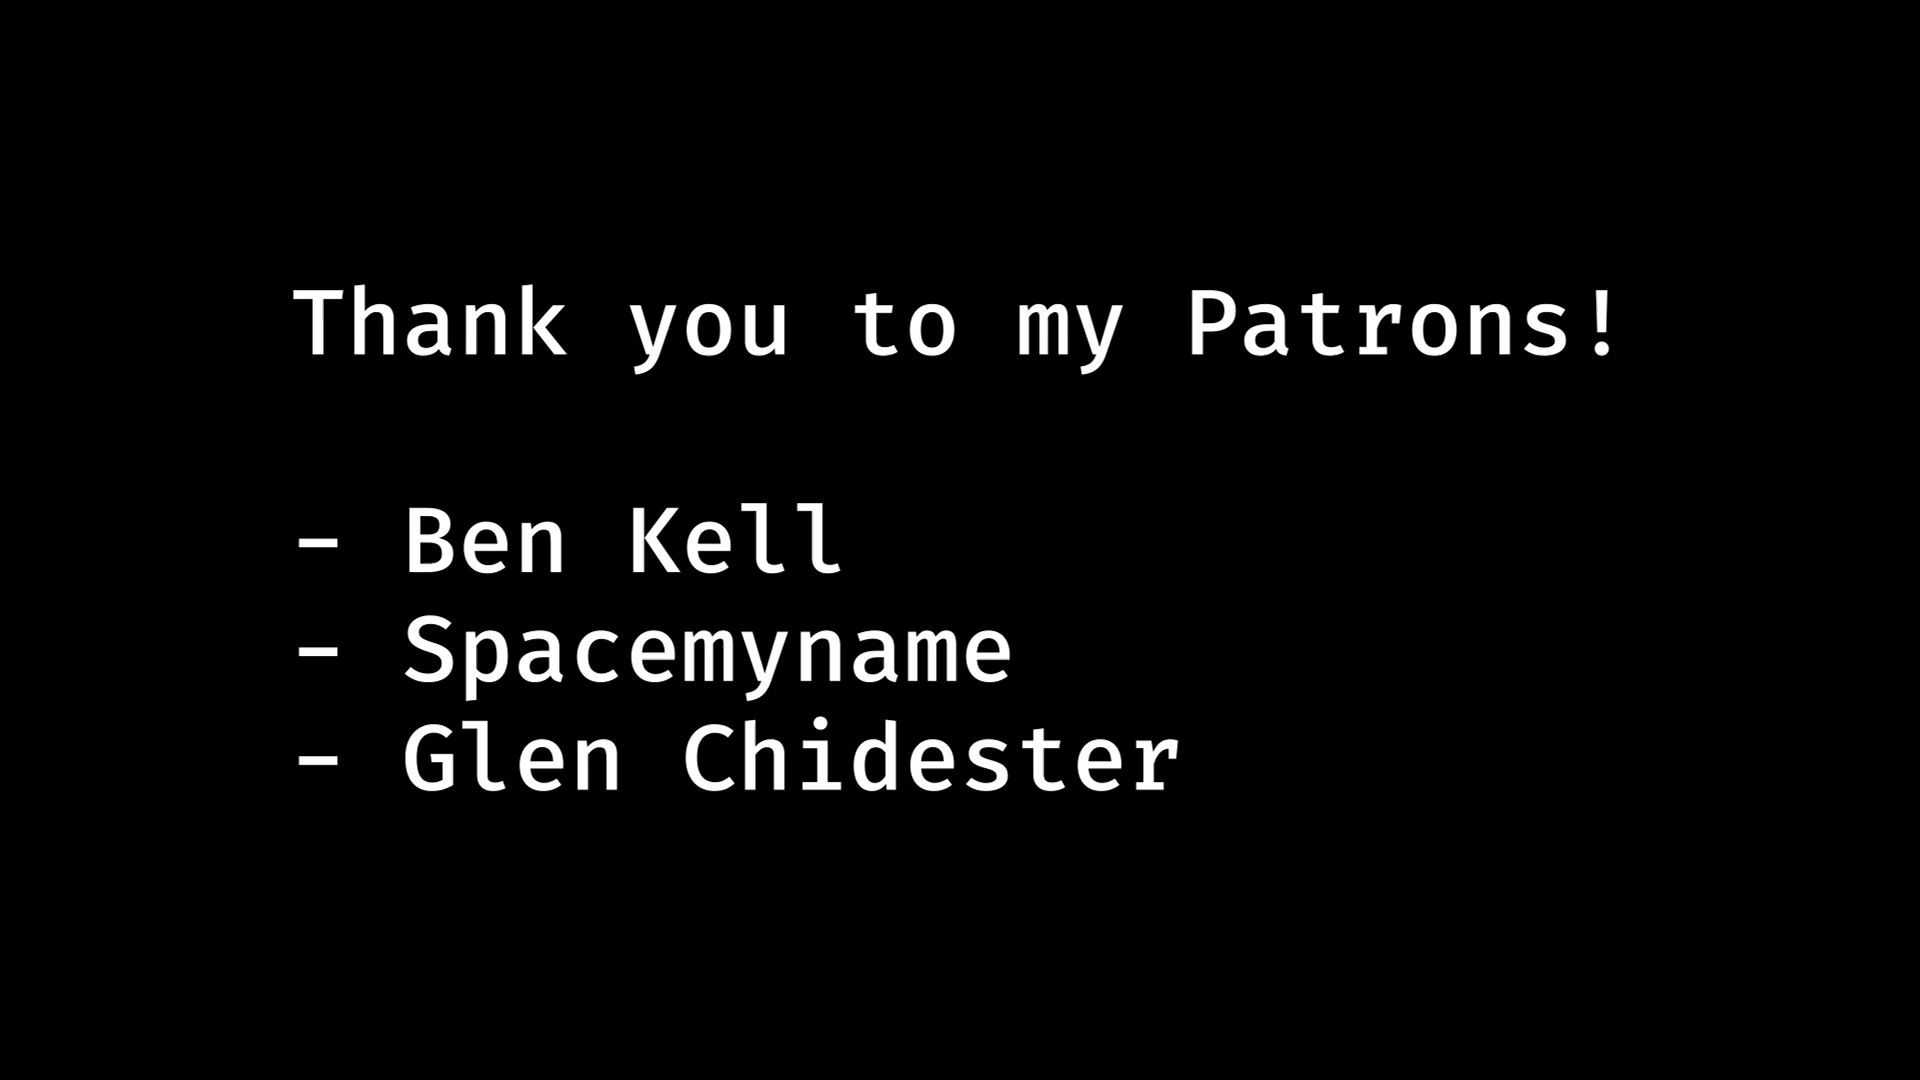 Thank you to my Patrons!
- Ben Kell
- Spacemyname
- Glen Chidester